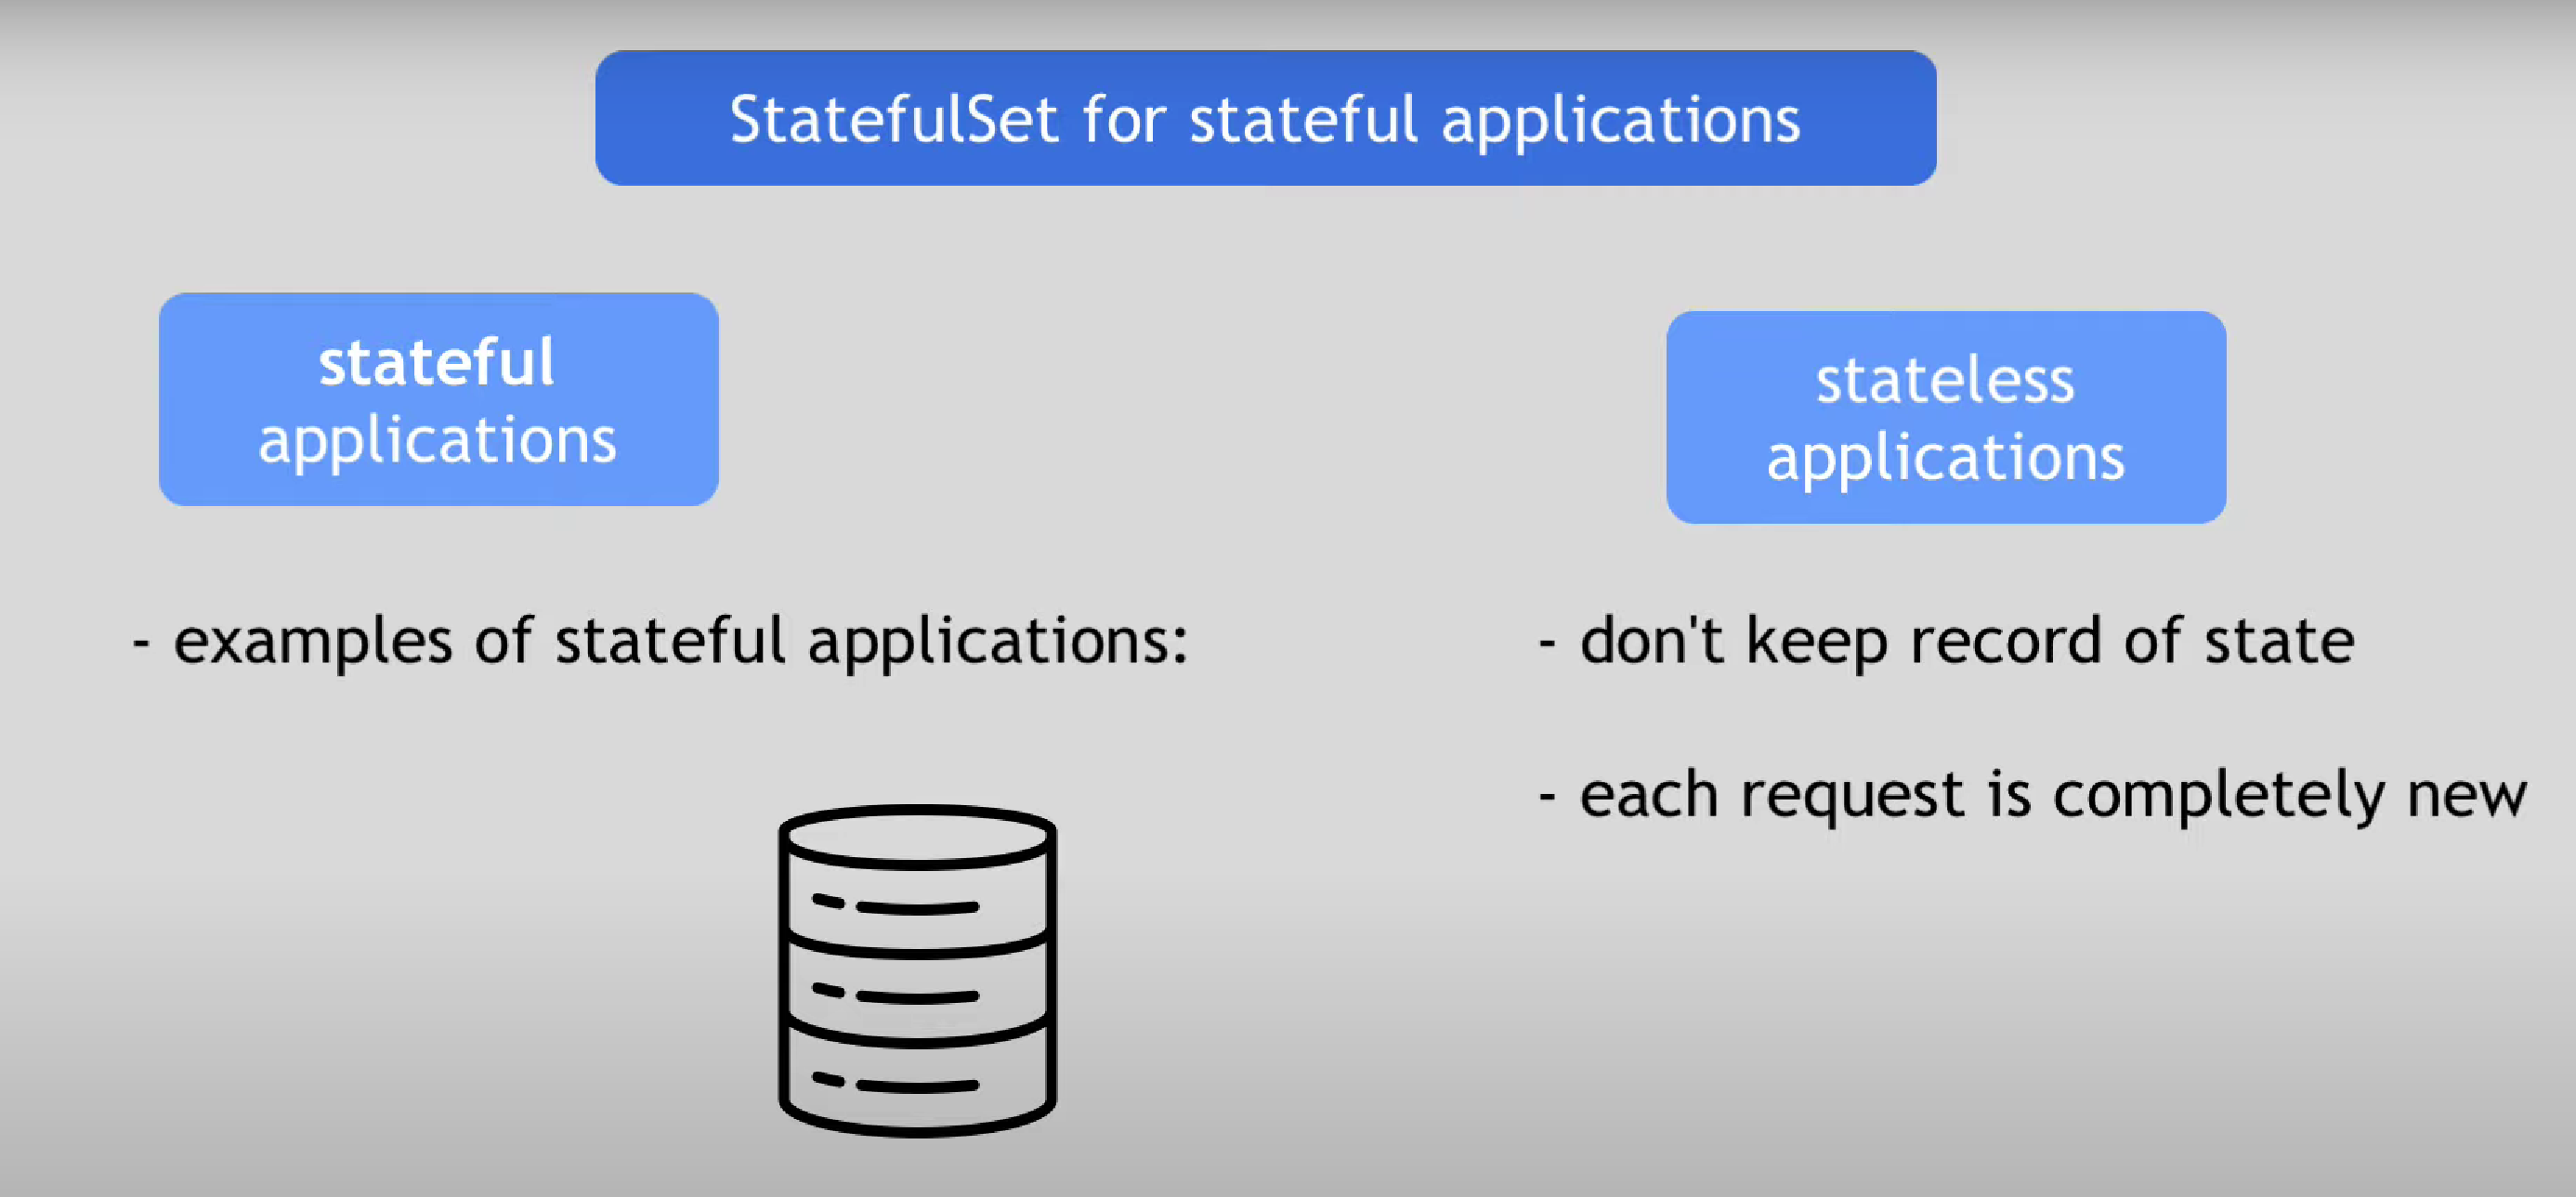 StatefulSet for stateful applications
stateful
applications
- examples of stateful applications:
stateless
applications
- don't keep record of state
- each request is completely new